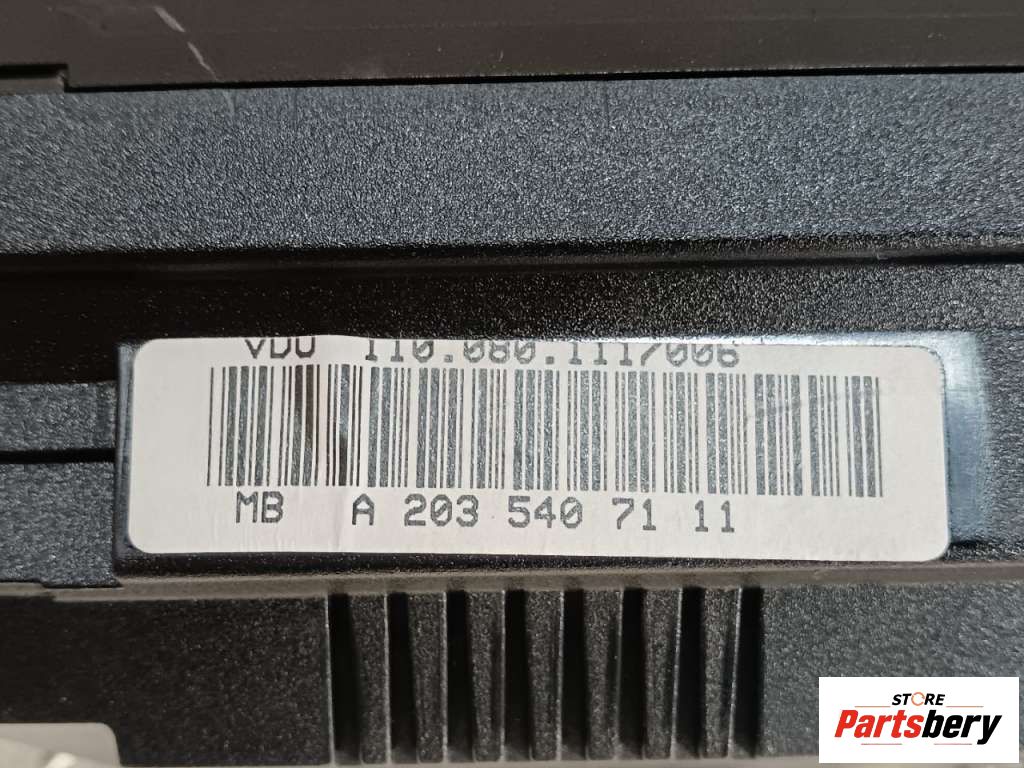 VDO 110.080.111/006
MB A 203 540 71 11
STORE
Partsbery